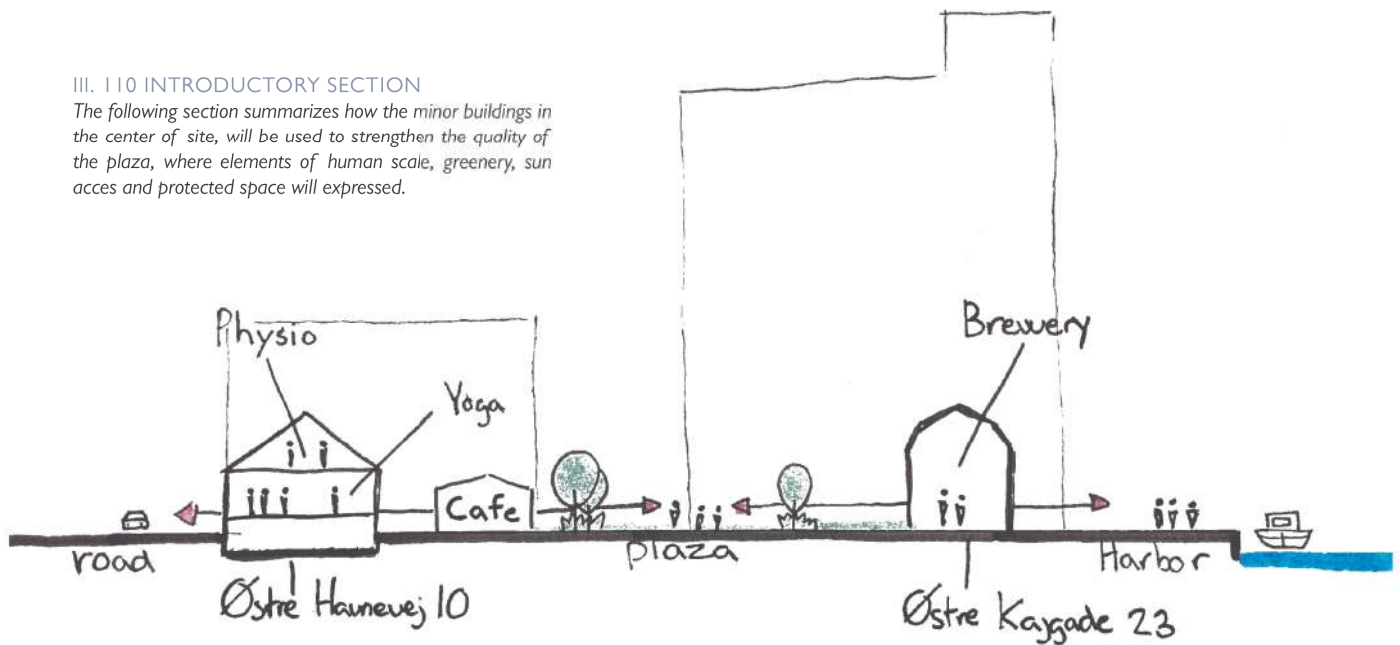 III. 110 INTRODUCTORY SECTION
The following section summarizes how the minor buildings in
the center of site, will be used to strengthen the quality of
the plaza, where elements of human scale, greenery, sun
acces and protected space will expressed.
Physio
Brewery
Yoga
Cafe
road
plaza
Harbor
Østre Havnevej 10
Østre Kajgade 23